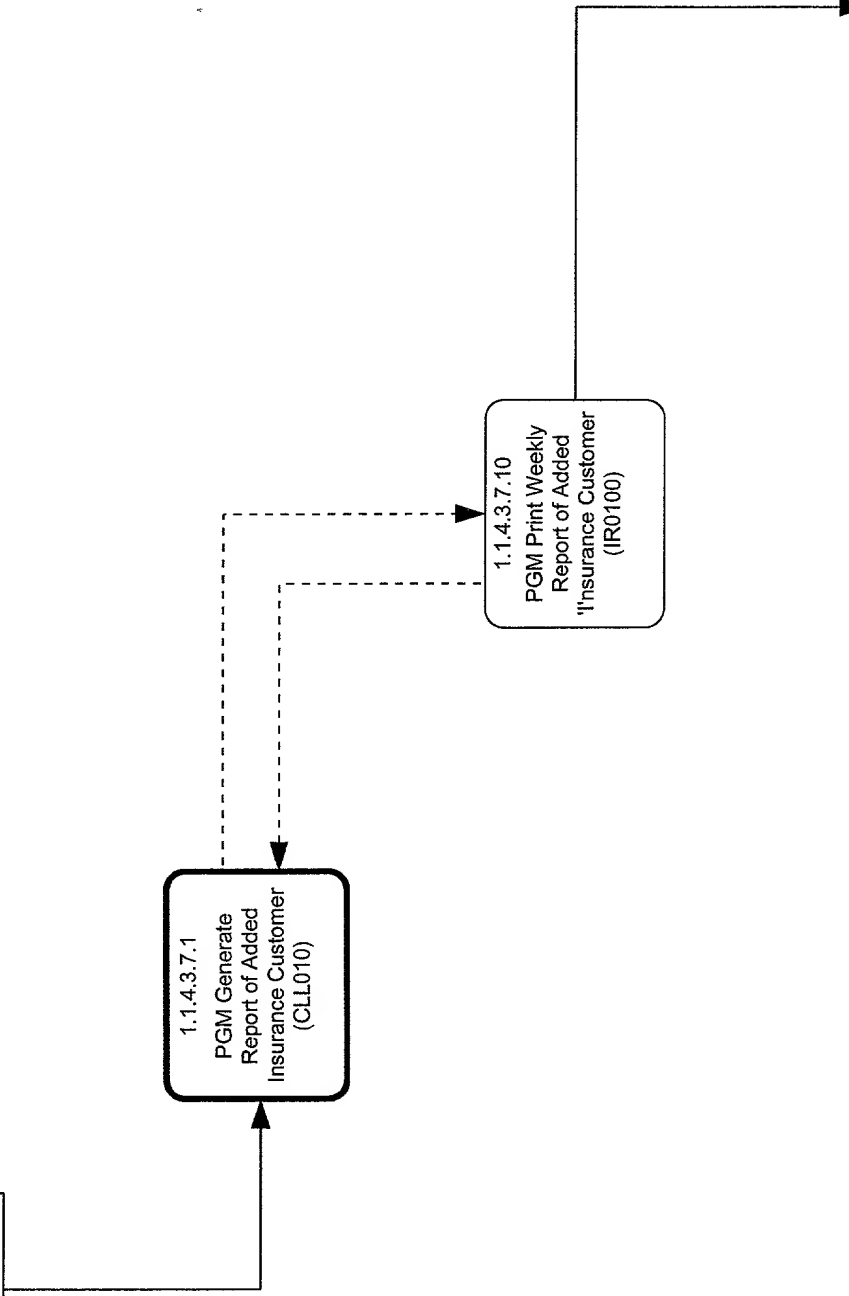 1.1.4.3.7.1
PGM Generate
Report of Added
Insurance Customer
(CLL010)
1.1.4.3.7.10
PGM Print Weekly
Report of Added
'I'nsurance Customer
(IR0100)